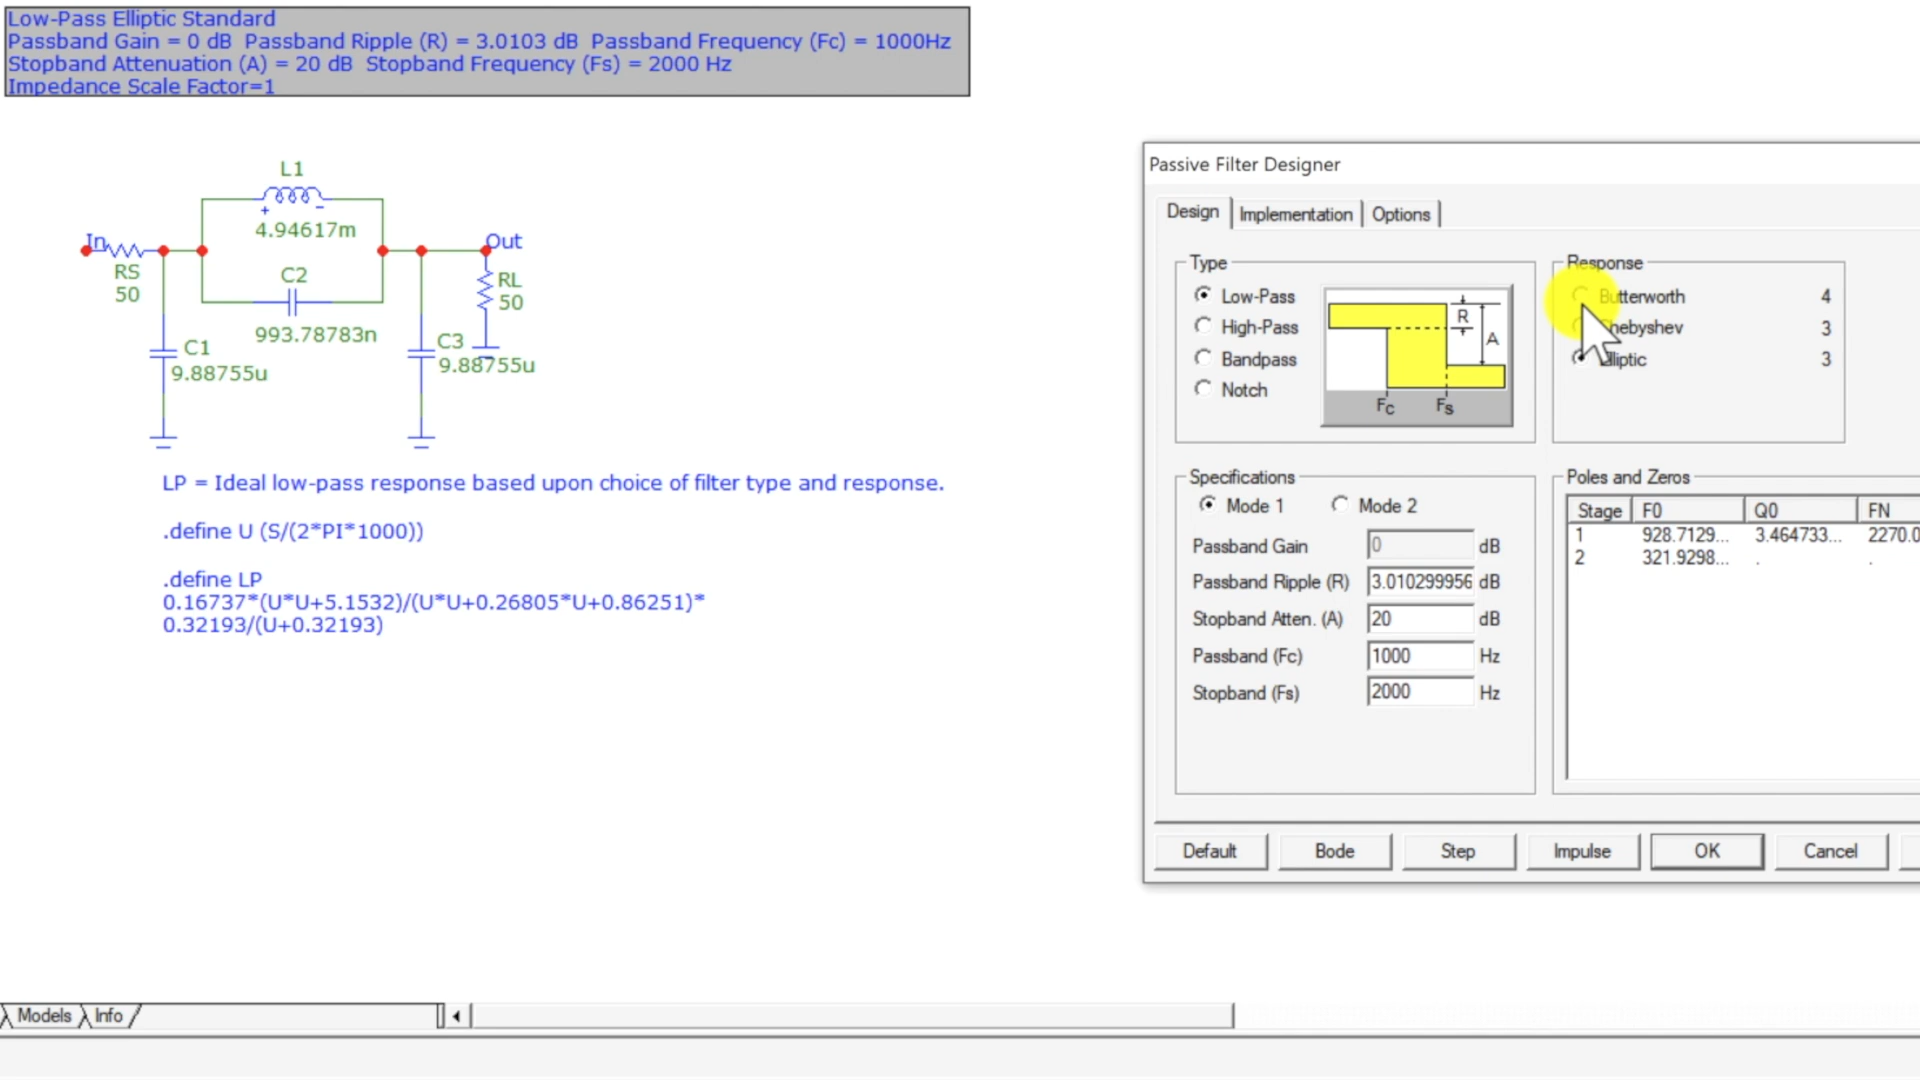 Low-Pass Elliptic Standard
Passband Gain = 0 dB  Passband Ripple (R) = 3.0103 dB  Passband Frequency (Fc) = 1000Hz
Stopband Attenuation (A) = 20 dB  Stopband Frequency (Fs) = 2000 Hz
Impedance Scale Factor=1
L1
4.94617m
In
RS
50
C2
993.78783n
Out
RL
50
C1
9.88755u
C3
9.88755u
LP = Ideal low-pass response based upon choice of filter type and response.
.define U (S/(2*PI*1000))
.define LP
0.16737*(U*U+5.1532)/(U*U+0.26805*U+0.86251)*
0.32193/(U+0.32193)
Models Info
Passive Filter Designer
Design Implementation Options
Type
Low-Pass
High-Pass
Bandpass
Notch
R
A
Fc Fs
Response
Butterworth 4
Chebyshev 3
Elliptic 3
Specifications
Mode 1 Mode 2
Passband Gain 0 dB
Passband Ripple (R) 3.010299956 dB
Stopband Atten. (A) 20 dB
Passband (Fc) 1000 Hz
Stopband (Fs) 2000 Hz
Poles and Zeros
Stage F0 Q0 FN
1 928.7129... 3.464733... 2270.0
2 321.9298... . .
Default Bode Step Impulse OK Cancel